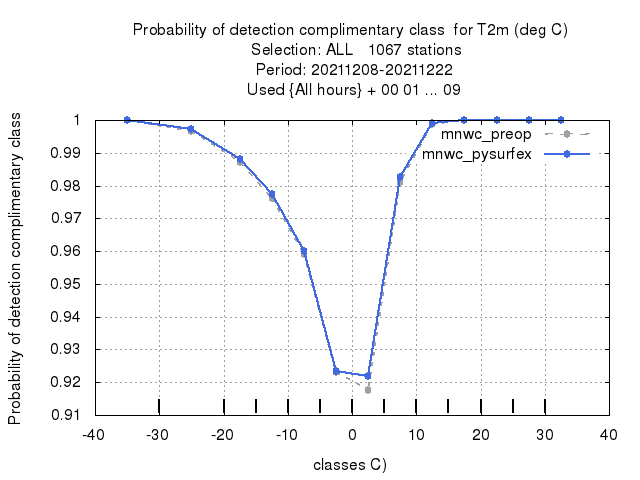 Probability of detection complimentary class  for T2m (deg C)
Selection: ALL   1067 stations
Period: 20211208-20211222
Used {All hours} + 00 01 ... 09
Probability of detection complimentary class
1
0.99
0.98
0.97
0.96
0.95
0.94
0.93
0.92
0.91
mnwc_preop
mnwc_pysurfex
-40 -30 -20 -10 0 10 20 30 40
classes C)